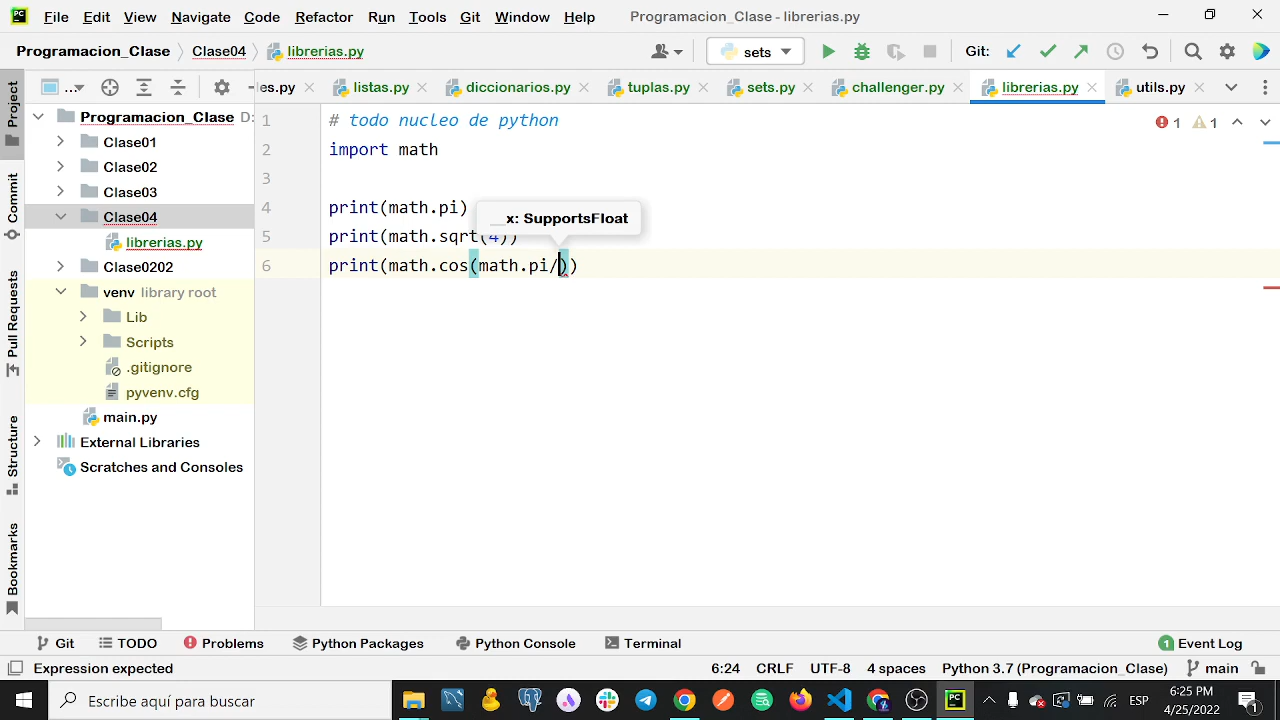 File Edit View Navigate Code Refactor Run Tools Git Window Help Programacion_Clase - librerias.py
Programacion_Clase Clase04 librerias.py sets Git:
... es.py listas.py diccionarios.py tuplas.py sets.py challenger.py librerias.py utils.py
Project
Commit
Pull Requests
Structure
Bookmarks
Programacion_Clase D:
Clase01
Clase02
Clase03
Clase04
librerias.py
Clase0202
venv library root
Lib
Scripts
.gitignore
pyvenv.cfg
main.py
External Libraries
Scratches and Consoles
1 # todo nucleo de python
2 import math
3
4 print(math.pi)
__x: SupportsFloat
5 print(math.sqrt(4))
6 print(math.cos(math.pi/))
1 1
Git TODO Problems Python Packages Python Console Terminal 1 Event Log
Expression expected 6:24 CRLF UTF-8 4 spaces Python 3.7 (Programacion_Clase) main
Escribe aquí para buscar ESP 6:25 PM
4/25/2022 1